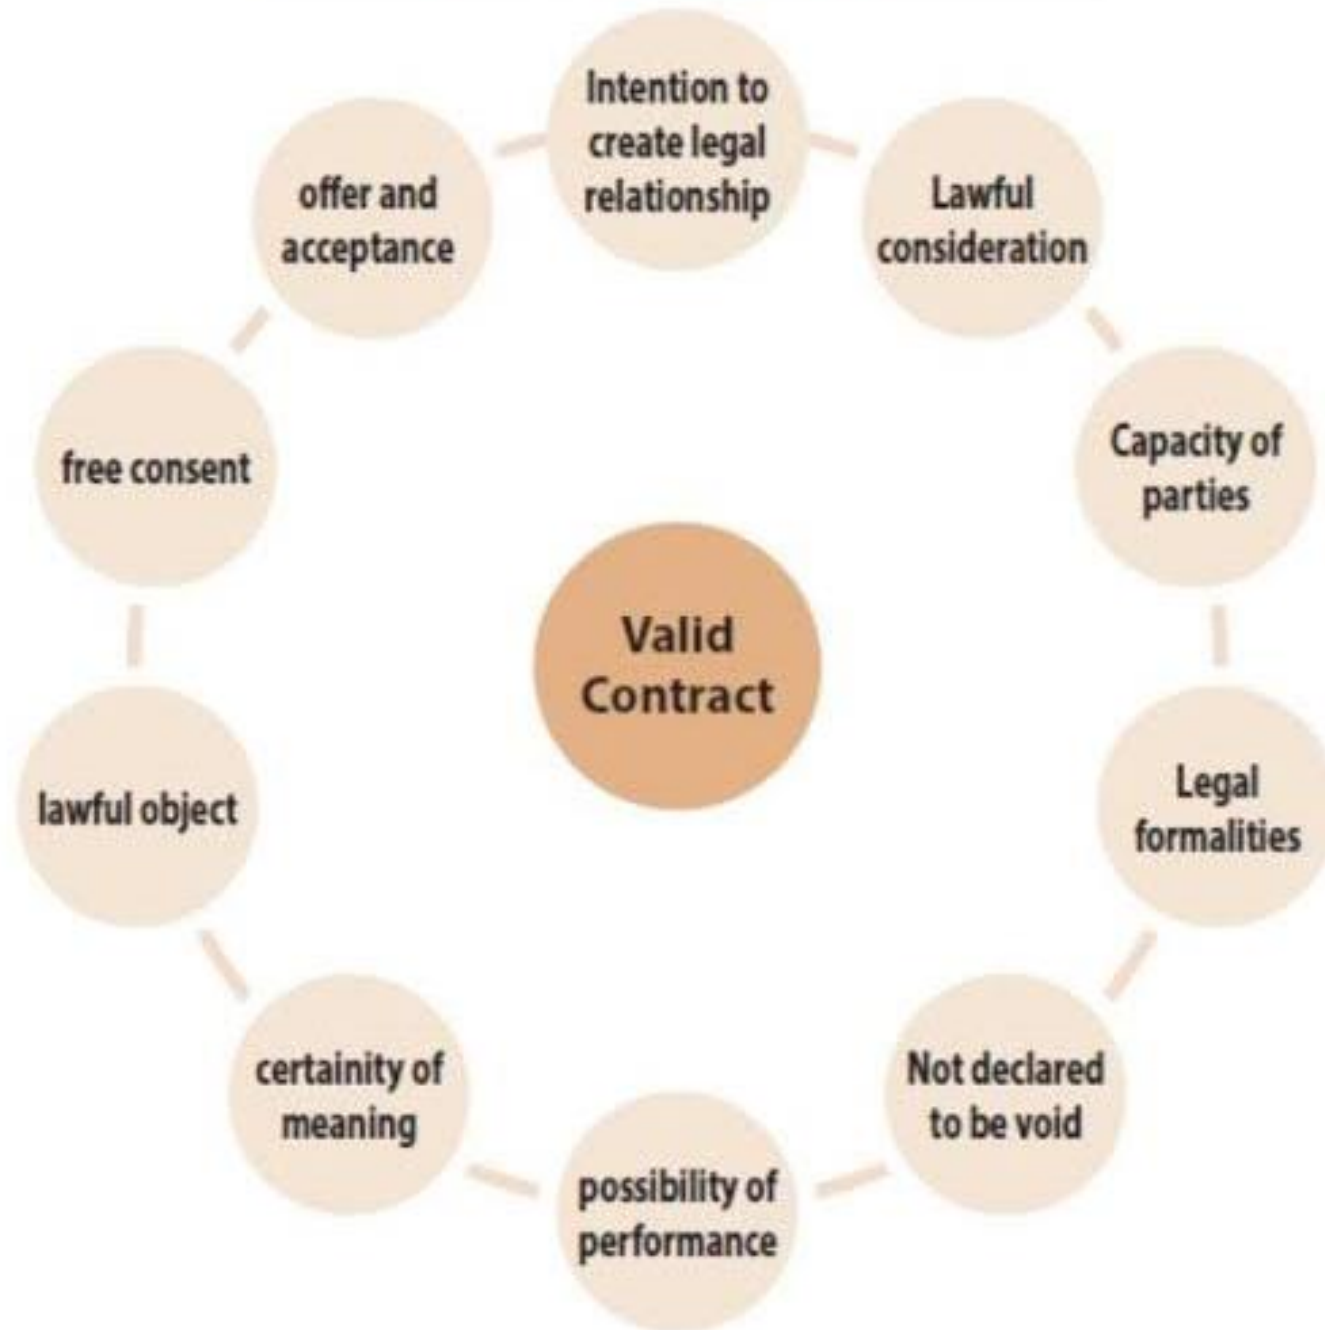 Intention to
create legal
relationship
offer and
acceptance
Lawful
consideration
free consent
Capacity of
parties
Valid
Contract
lawful object
Legal
formalities
certainity of
meaning
Not declared
to be void
possibility of
performance